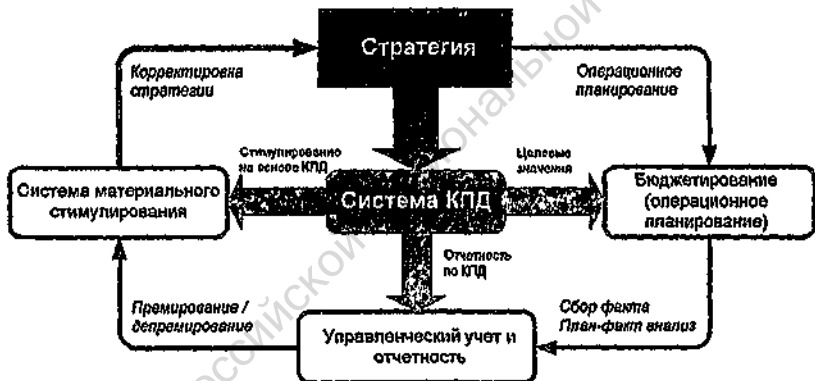 Стратегия
Корректировка
стратегии
Операционное
планирование
Стимулирование
на основе КПД
Целевые
значения
Система материального
стимулирования
Система КПД
Бюджетирование
(операционное
планирование)
Отчетность
по КПД
Премирование /
депремирование
Сбор факта
План-факт анализ
Управленческий учет и
отчетность